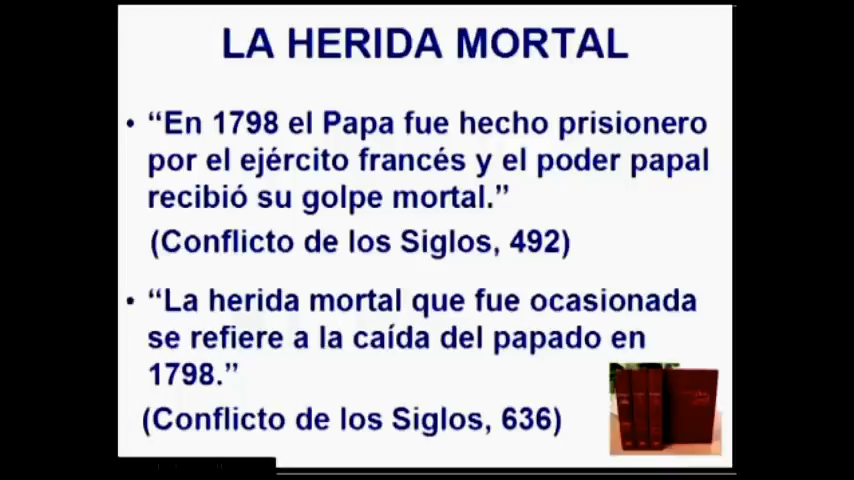 LA HERIDA MORTAL
• “En 1798 el Papa fue hecho prisionero
por el ejército francés y el poder papal
recibió su golpe mortal.”
(Conflicto de los Siglos, 492)
• “La herida mortal que fue ocasionada
se refiere a la caída del papado en
1798.”
(Conflicto de los Siglos, 636)